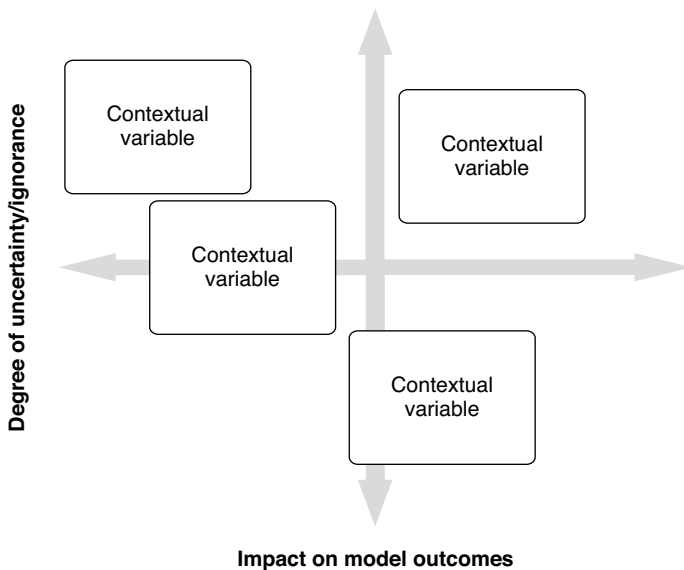 Degree of uncertainty/ignorance
Contextual
variable
Contextual
variable
Contextual
variable
Contextual
variable
Impact on model outcomes